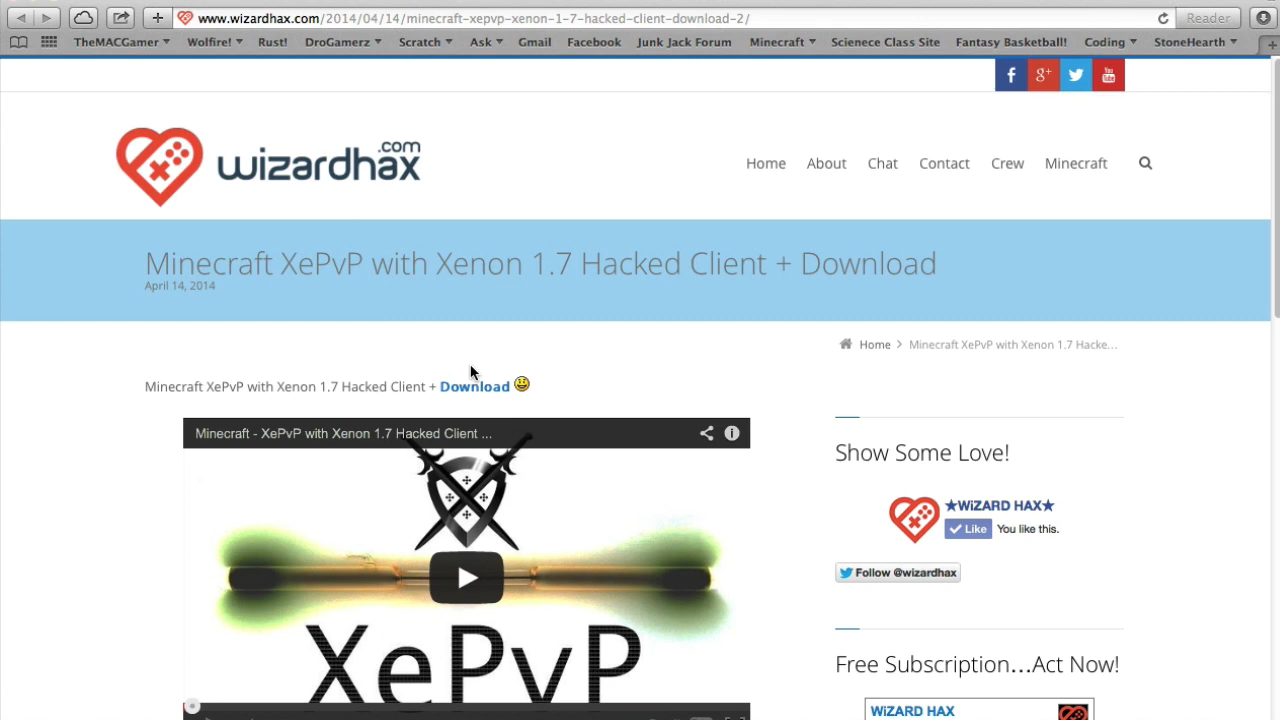 www.wizardhax.com/2014/04/14/minecraft-xepvp-xenon-1-7-hacked-client-download-2/
Reader
TheMACGamer Wolfire! Rust! DroGamerz Scratch Ask Gmail Facebook Junk Jack Forum Minecraft Scienece Class Site Fantasy Basketball! Coding StoneHearth
f g+ You Tube
wizardhax .com
Home About Chat Contact Crew Minecraft
Minecraft XePvP with Xenon 1.7 Hacked Client + Download
April 14, 2014
Home > Minecraft XePvP with Xenon 1.7 Hacke...
Minecraft XePvP with Xenon 1.7 Hacked Client + Download
Minecraft - XePvP with Xenon 1.7 Hacked Client ...
XePvP
Show Some Love!
★WiZARD HAX★
Like You like this.
Follow @wizardhax
Free Subscription...Act Now!
WiZARD HAX